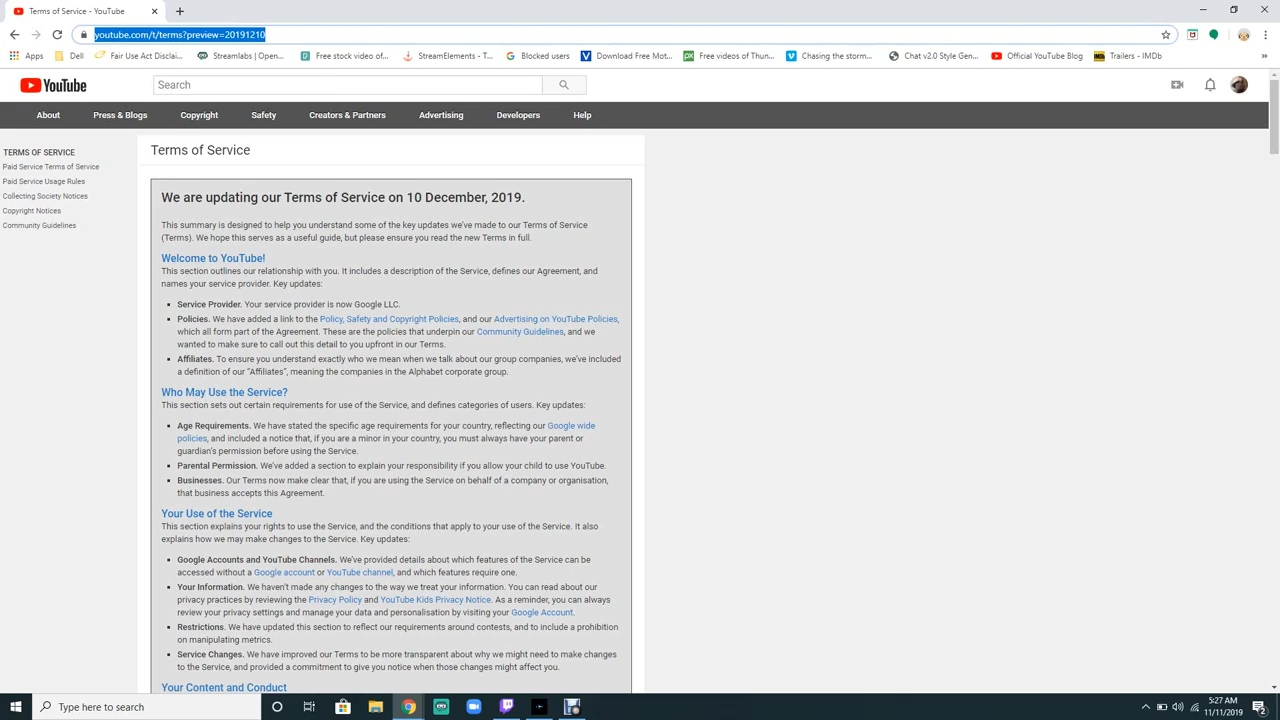 Terms of Service - YouTube
youtube.com/t/terms?preview=20191210
Apps
Dell
Fair Use Act Disclai...
Streamlabs | Open...
Free stock video of...
StreamElements - T...
Blocked users
Download Free Mot...
Free videos of Thun...
Chasing the storm...
Chat v2.0 Style Gen...
Official YouTube Blog
Trailers - IMDb
YouTube
Search
About
Press & Blogs
Copyright
Safety
Creators & Partners
Advertising
Developers
Help
TERMS OF SERVICE
Paid Service Terms of Service
Paid Service Usage Rules
Collecting Society Notices
Copyright Notices
Community Guidelines
Terms of Service
We are updating our Terms of Service on 10 December, 2019.
This summary is designed to help you understand some of the key updates we've made to our Terms of Service
(Terms). We hope this serves as a useful guide, but please ensure you read the new Terms in full.
Welcome to YouTube!
This section outlines our relationship with you. It includes a description of the Service, defines our Agreement, and
names your service provider. Key updates:
Service Provider. Your service provider is now Google LLC.
Policies. We have added a link to the Policy, Safety and Copyright Policies, and our Advertising on YouTube Policies,
which all form part of the Agreement. These are the policies that underpin our Community Guidelines, and we
wanted to make sure to call out this detail to you upfront in our Terms.
Affiliates. To ensure you understand exactly who we mean when we talk about our group companies, we've included
a definition of our “Affiliates”, meaning the companies in the Alphabet corporate group.
Who May Use the Service?
This section sets out certain requirements for use of the Service, and defines categories of users. Key updates:
Age Requirements. We have stated the specific age requirements for your country, reflecting our Google wide
policies, and included a notice that, if you are a minor in your country, you must always have your parent or
guardian's permission before using the Service.
Parental Permission. We've added a section to explain your responsibility if you allow your child to use YouTube.
Businesses. Our Terms now make clear that, if you are using the Service on behalf of a company or organisation,
that business accepts this Agreement.
Your Use of the Service
This section explains your rights to use the Service, and the conditions that apply to your use of the Service. It also
explains how we may make changes to the Service. Key updates:
Google Accounts and YouTube Channels. We've provided details about which features of the Service can be
accessed without a Google account or YouTube channel, and which features require one.
Your Information. We haven't made any changes to the way we treat your information. You can read about our
privacy practices by reviewing the Privacy Policy and YouTube Kids Privacy Notice. As a reminder, you can always
review your privacy settings and manage your data and personalisation by visiting your Google Account.
Restrictions. We have updated this section to reflect our requirements around contests, and to include a prohibition
on manipulating metrics.
Service Changes. We have improved our Terms to be more transparent about why we might need to make changes
to the Service, and provided a commitment to give you notice when those changes might affect you.
Your Content and Conduct
Type here to search
5:27 AM
11/11/2019
2